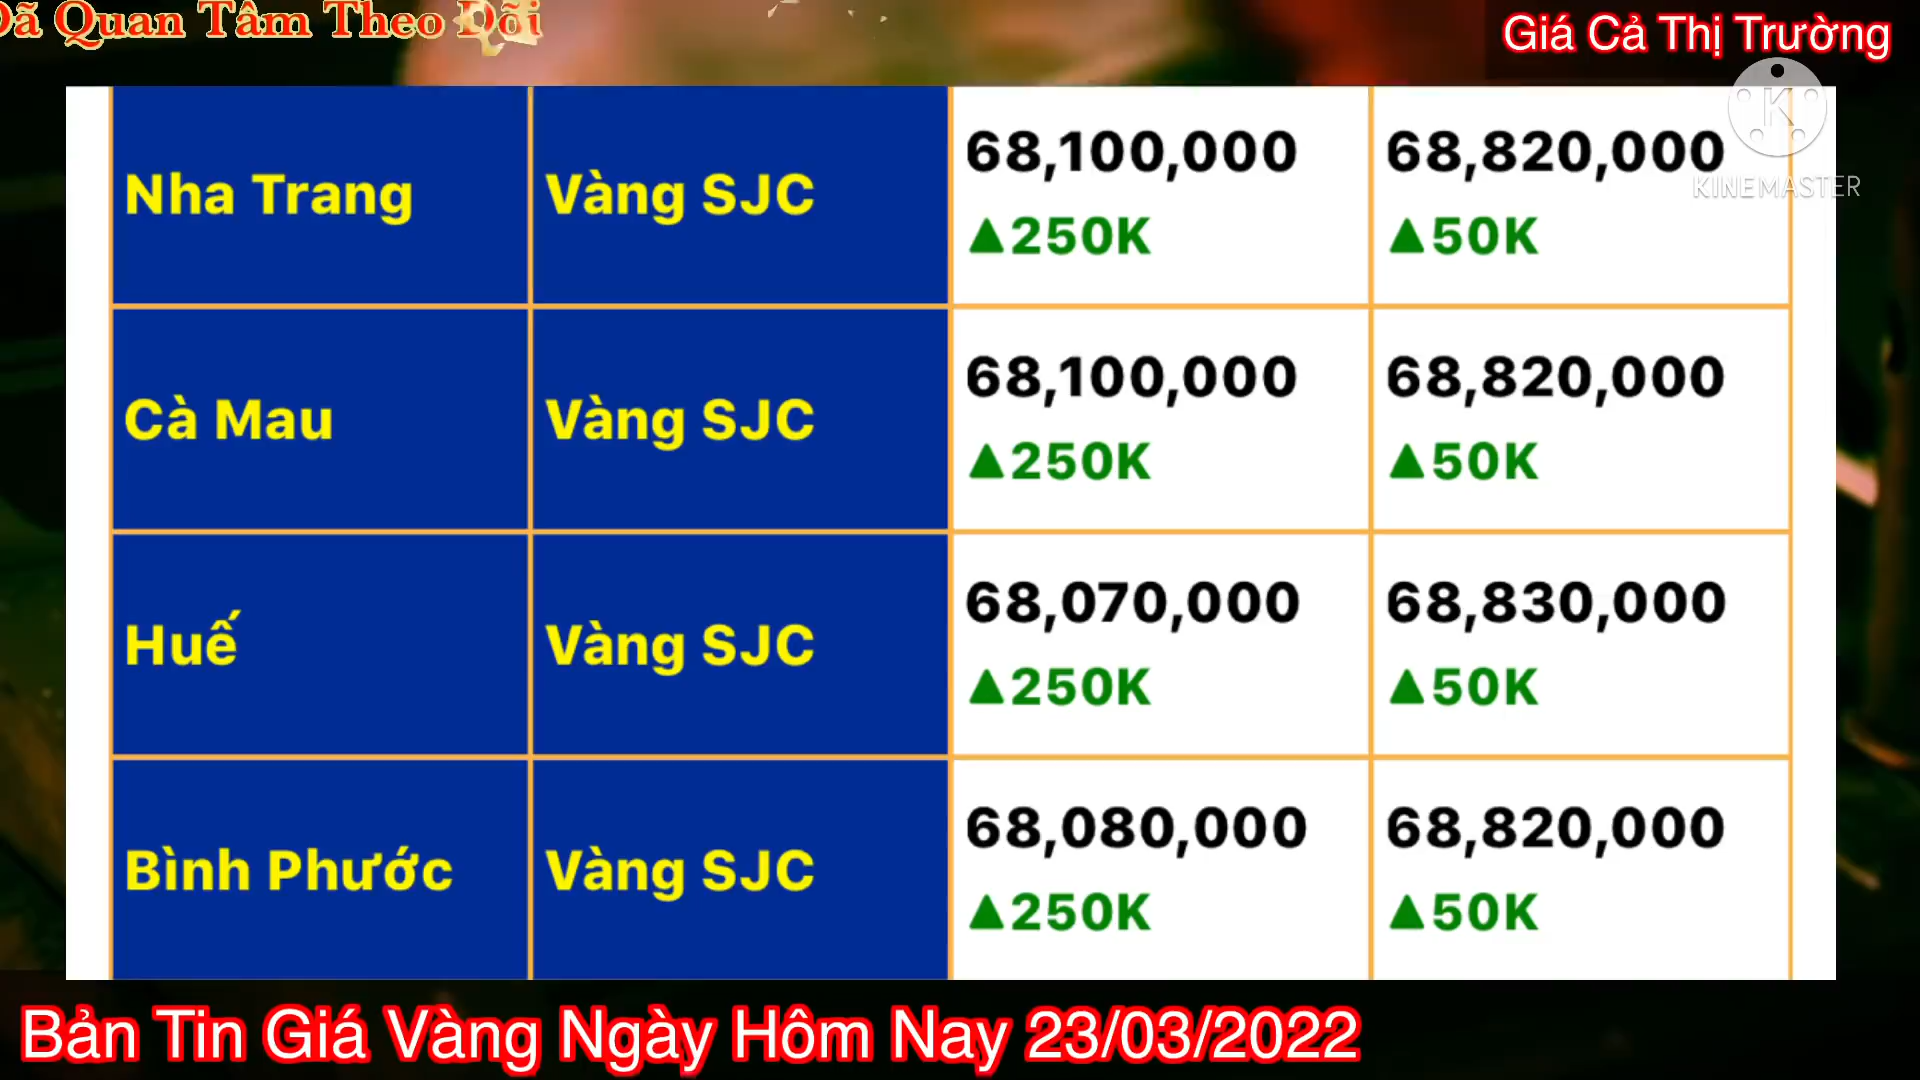 Đã Quan Tâm Theo Dõi
Giá Cả Thị Trường
KINEMASTER
Nha Trang Vàng SJC 68,100,000 68,820,000
▲250K ▲50K
Cà Mau Vàng SJC 68,100,000 68,820,000
▲250K ▲50K
Huế Vàng SJC 68,070,000 68,830,000
▲250K ▲50K
Bình Phước Vàng SJC 68,080,000 68,820,000
▲250K ▲50K
Bản Tin Giá Vàng Ngày Hôm Nay 23/03/2022